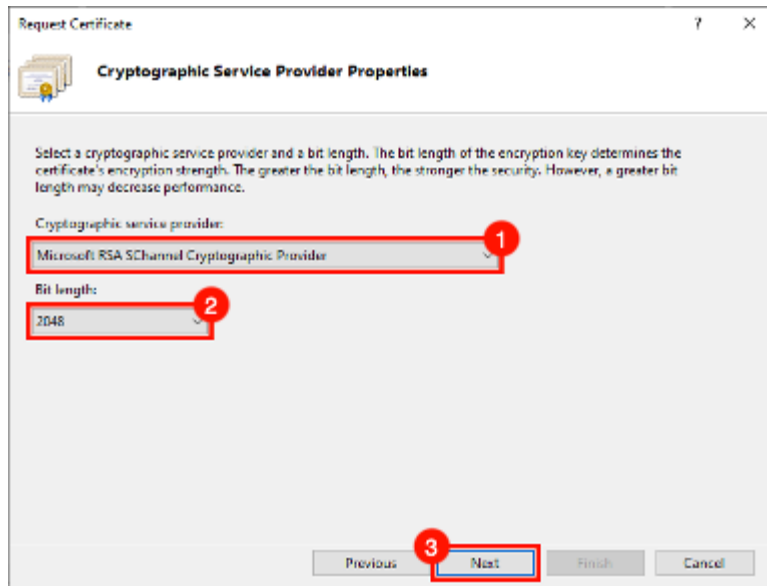 Request Certificate
?
Cryptographic Service Provider Properties
Select a cryptographic service provider and a bit length. The bit length of the encryption key determines the
certificate's encryption strength. The greater the bit length, the stronger the security. However, a greater bit
length may decrease performance.
Cryptographic service provider:
1
Microsoft RSA SChannel Cryptographic Provider
Bit length:
2
2048
3
Previous Next Finish Cancel